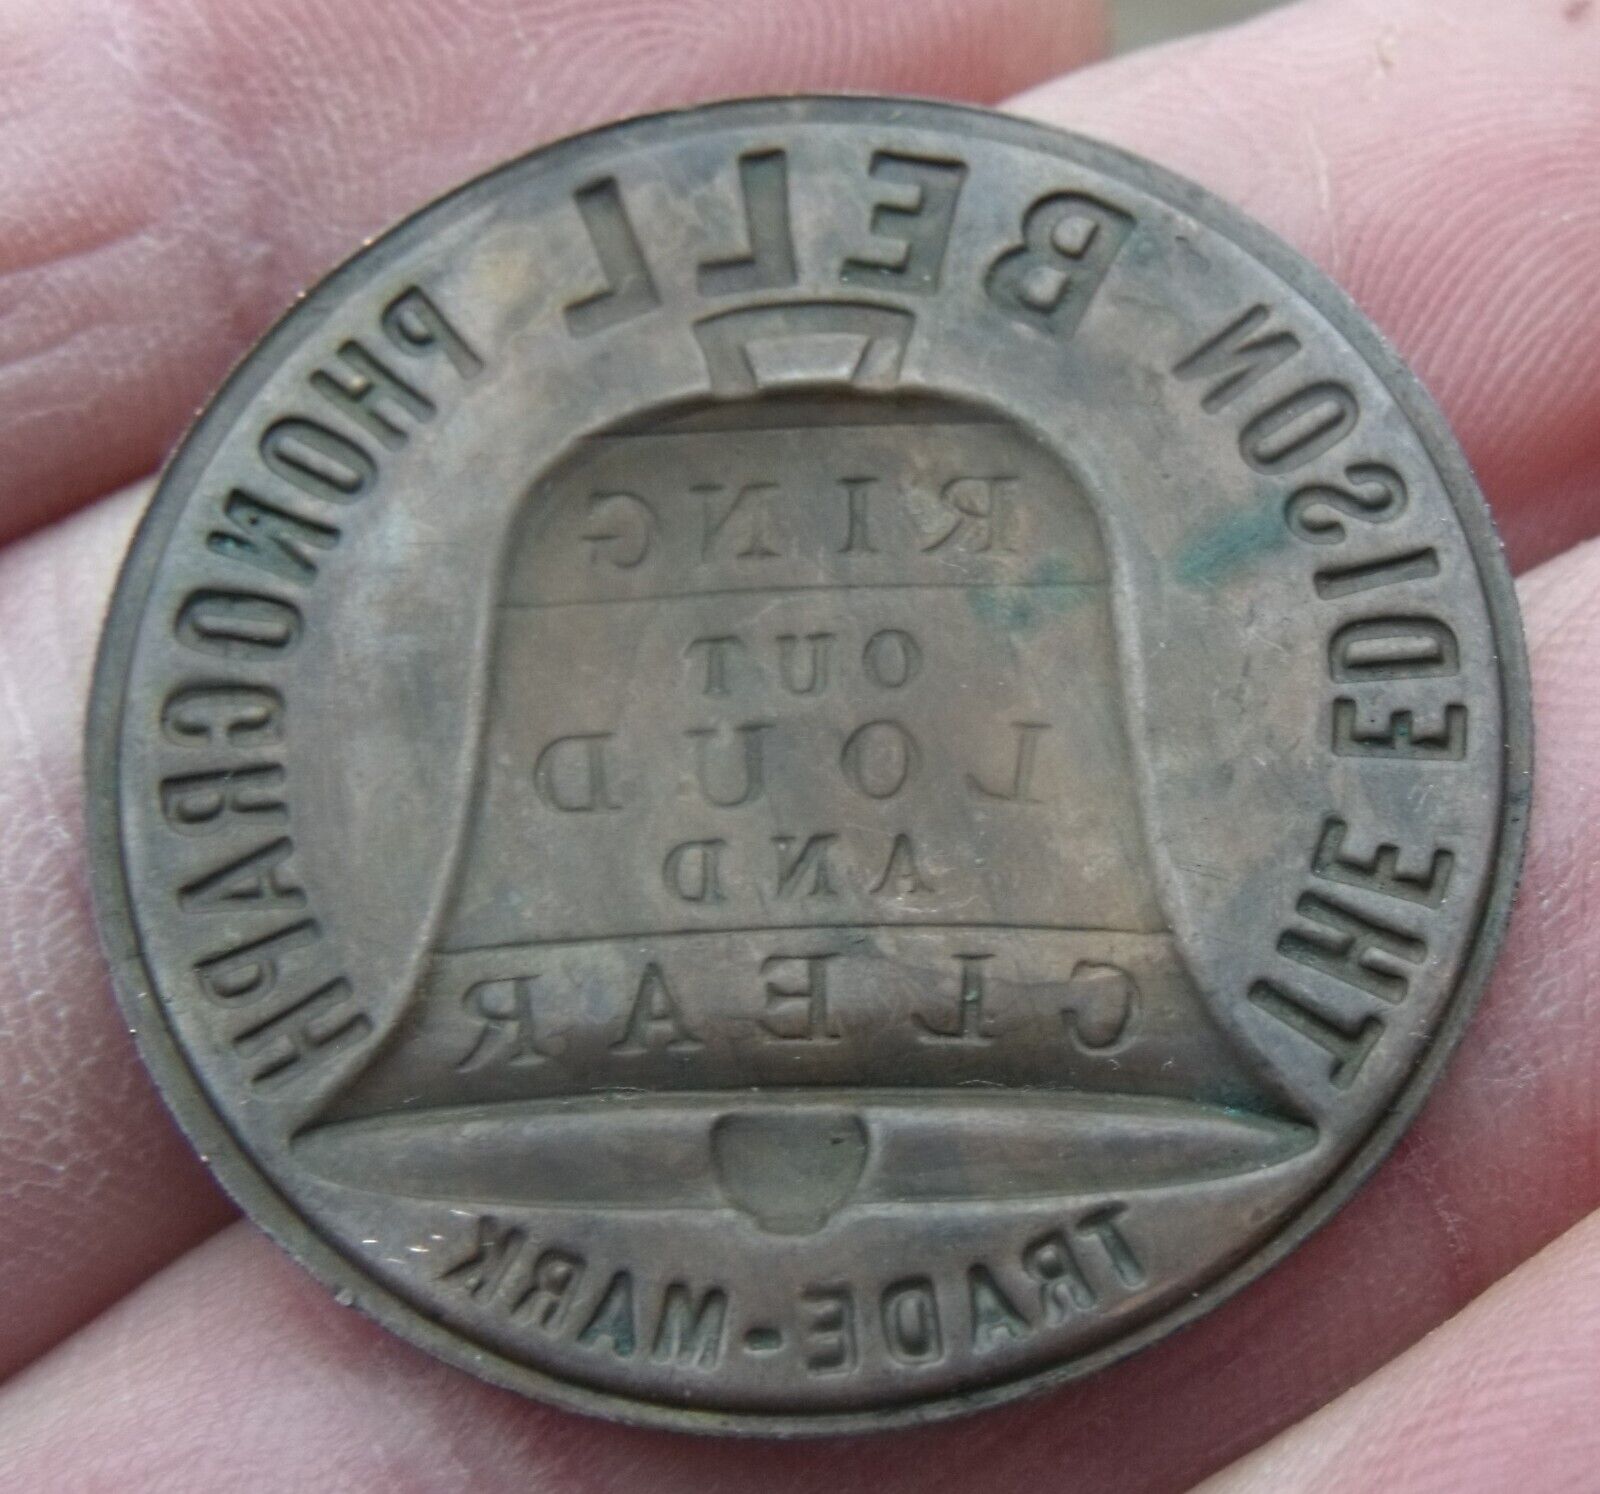 THE EDISON BELL PHONOGRAPH
RING
OUT
LOUD
AND
CLEAR
TRADE-MARK